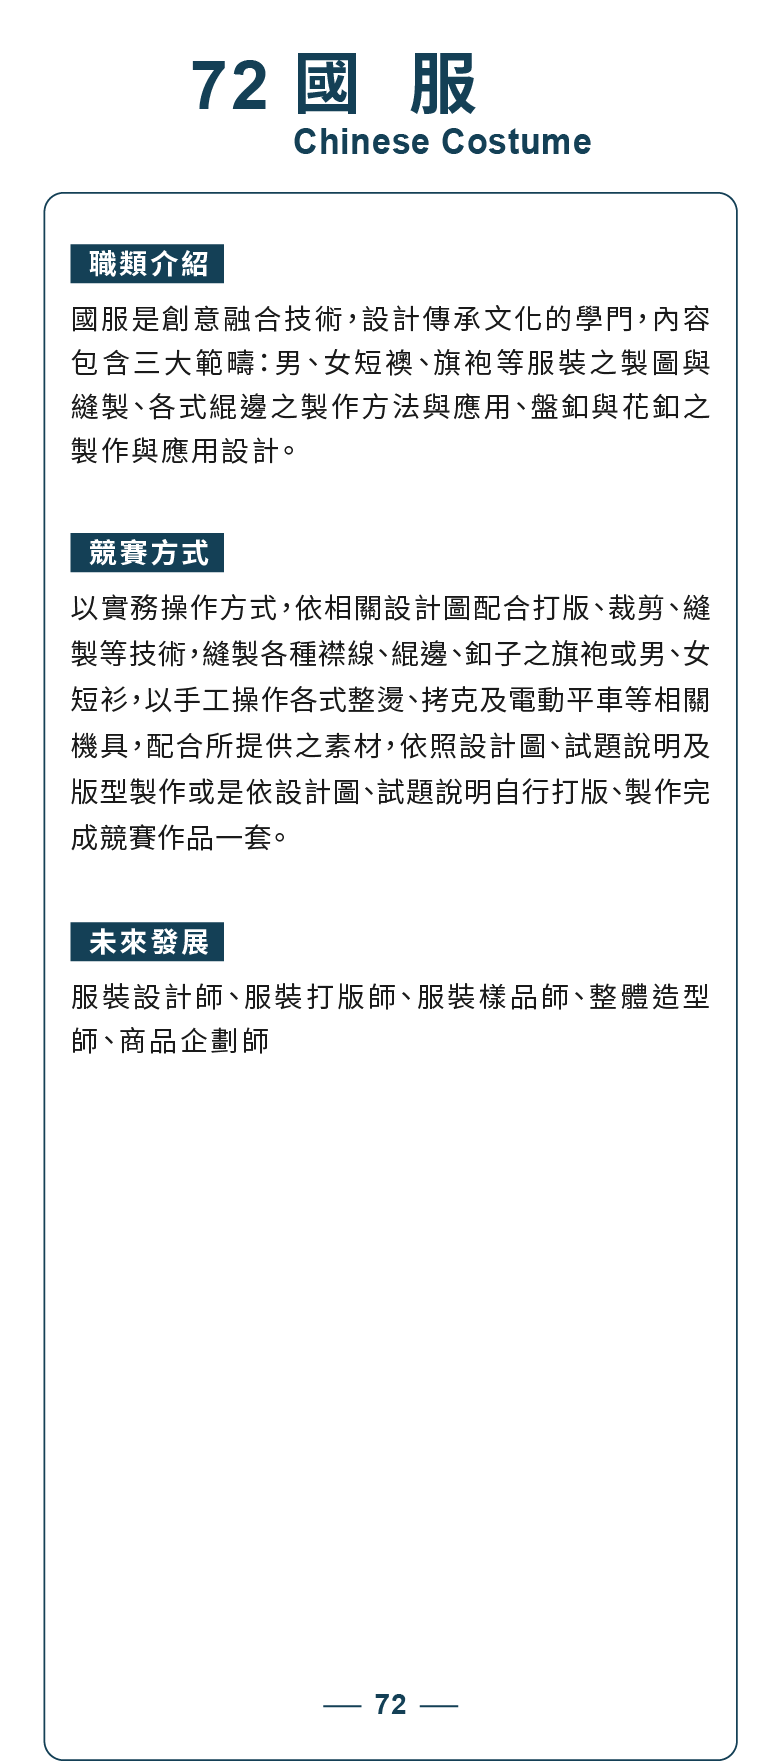 72 國 服
Chinese Costume
職類介紹
國服是創意融合技術，設計傳承文化的學門，內容
包含三大範疇：男、女短襖、旗袍等服裝之製圖與
縫製、各式緄邊之製作方法與應用、盤釦與花釦之
製作與應用設計。
競賽方式
以實務操作方式，依相關設計圖配合打版、裁剪、縫
製等技術，縫製各種襟線、緄邊、釦子之旗袍或男、女
短衫，以手工操作各式整燙、拷克及電動平車等相關
機具，配合所提供之素材，依照設計圖、試題說明及
版型製作或是依設計圖、試題說明自行打版、製作完
成競賽作品一套。
未來發展
服裝設計師、服裝打版師、服裝樣品師、整體造型
師、商品企劃師
72